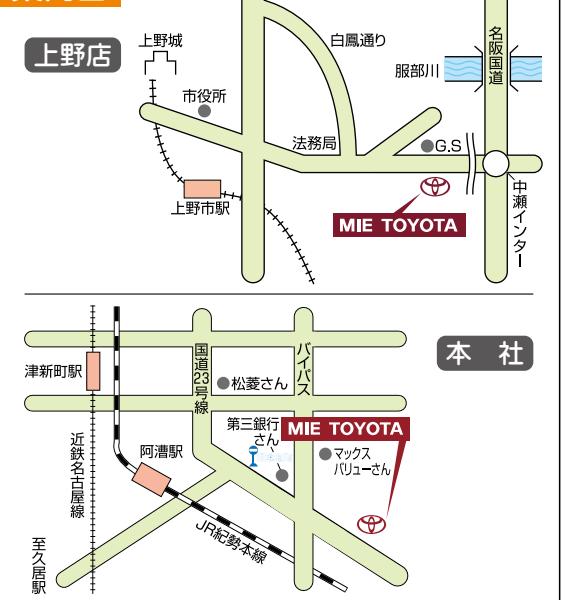 上野店
上野城
白鳳通り
名阪国道
服部川
市役所
法務局
G.S
上野市駅
MIE TOYOTA
中瀬インター
本 社
国道23号線
バイパス
津新町駅
松菱さん
第三銀行
さん
MIE TOYOTA
近鉄名古屋線
阿漕駅
マックス
バリューさん
JR紀勢本線
至久居駅